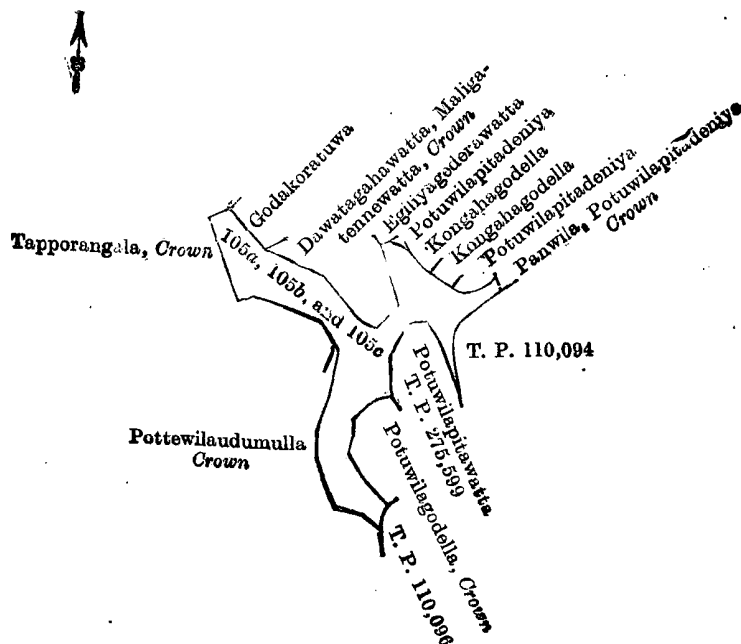 Godakoratuwa
Dawatagahawatta, Maliga-
tennewatta, Crown
Egiliyagederawatta
Potuwilapitadeniya
Kongahagodella
Kongahagodella
Potuwilapitadeniya
Panwila, Potuwilapitadeniya
Crown
Tapporangala, Crown
105a, 105b, and 105c
T. P. 110,094
Potuwilapitawatta
T. P. 275,599
Pottewilaudumulla
Crown
Potuwilagodella, Crown
T. P. 110,096